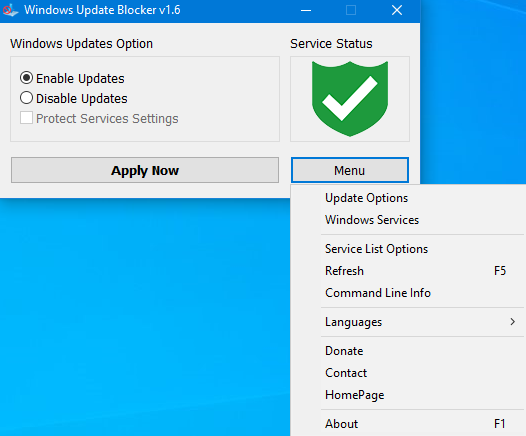 Windows Update Blocker v1.6
Windows Updates Option
Service Status
Enable Updates
Disable Updates
Protect Services Settings
Apply Now
Menu
Update Options
Windows Services
Service List Options
Refresh F5
Command Line Info
Languages
Donate
Contact
HomePage
About F1